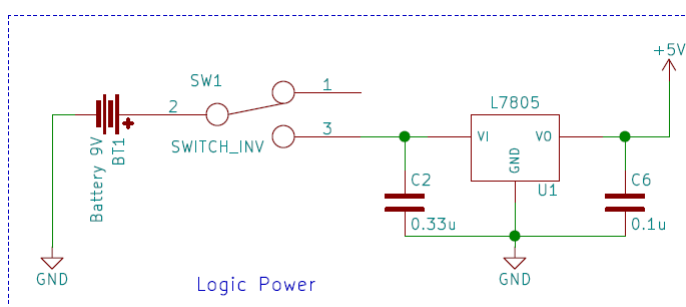 +5V
SW1
1
L7805
2
3
VI
VO
GND
SWITCH_INV
Battery 9V
BT1
C2
U1
C6
0.33u
0.1u
GND
GND
Logic Power